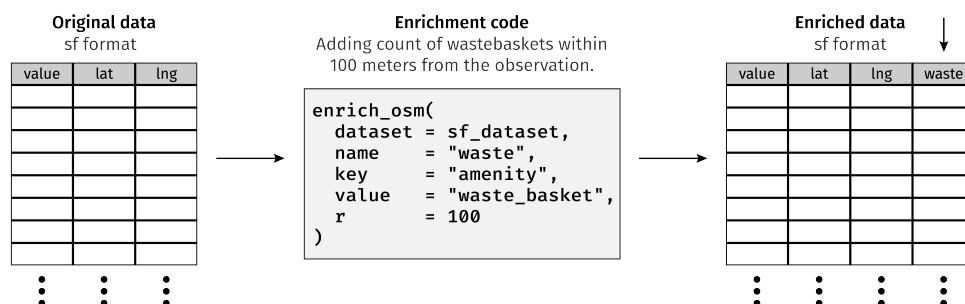 Original data
sf format
value lat lng
Enrichment code
Adding count of wastebaskets within
100 meters from the observation.
enrich_osm(
  dataset = sf_dataset,
  name    = "waste",
  key     = "amenity",
  value   = "waste_basket",
  r       = 100
)
Enriched data
sf format
value lat lng waste